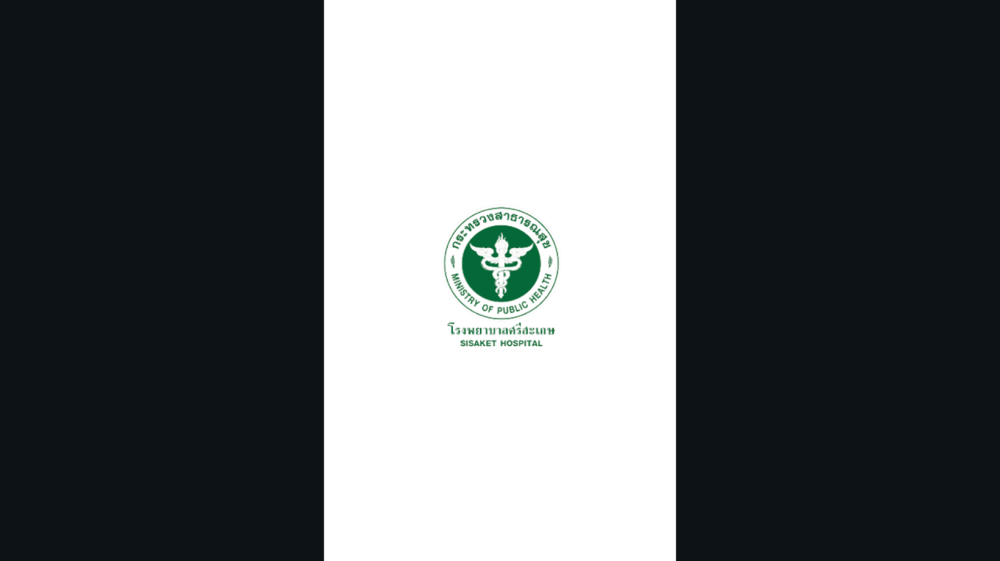 กระทรวงสาธารณสุข
MINISTRY OF PUBLIC HEALTH
โรงพยาบาลศรีสะเกษ
SISAKET HOSPITAL